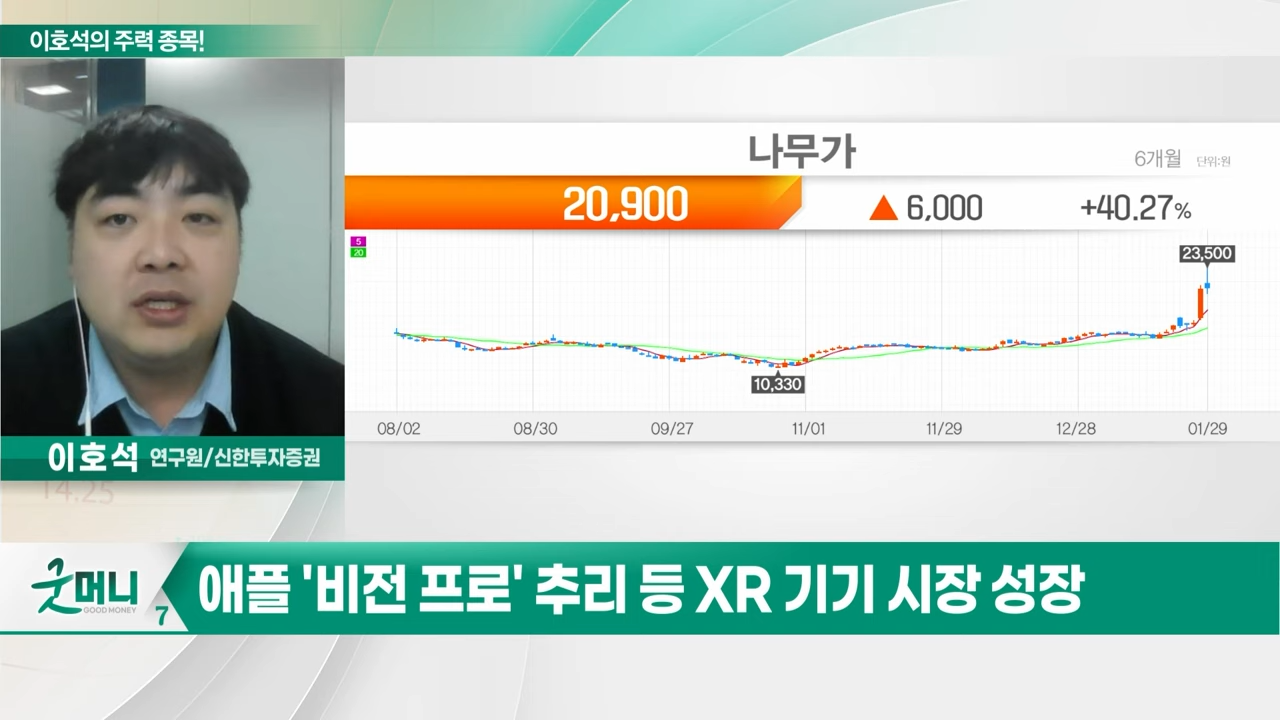 이호석의 주력 종목!
나무가
6개월 단위:원
20,900 ▲ 6,000 +40.27%
5
20
23,500
10,330
08/02 08/30 09/27 11/01 11/29 12/28 01/29
이호석 연구원/신한투자증권
14.25
굿머니
GOOD MONEY
7
애플 '비전 프로' 추리 등 XR 기기 시장 성장